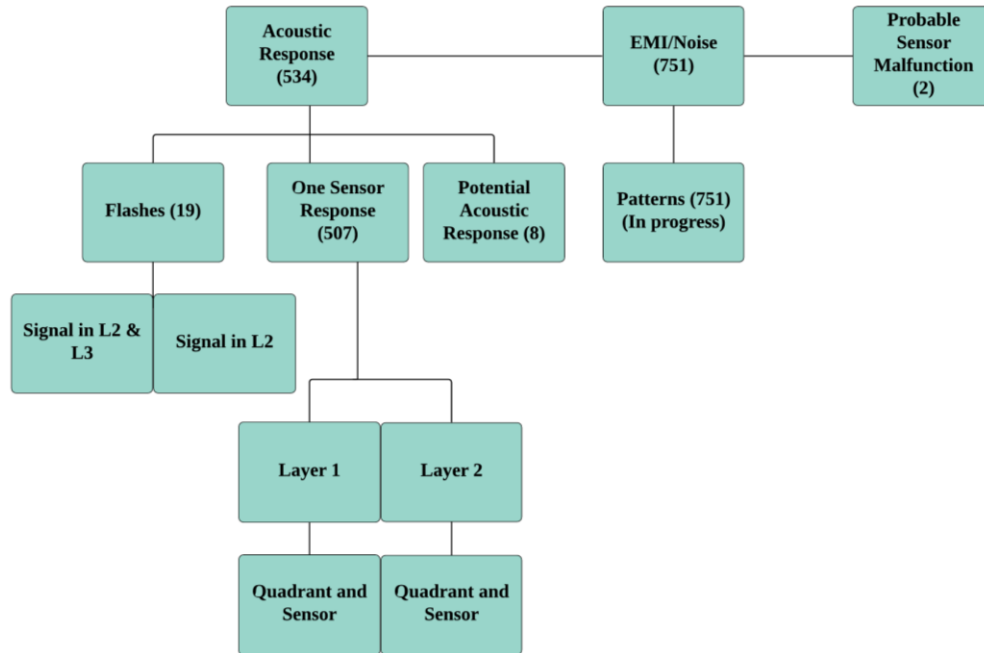 Acoustic
Response
(534)
EMI/Noise
(751)
Probable
Sensor
Malfunction
(2)
Flashes (19)
One Sensor
Response
(507)
Potential
Acoustic
Response (8)
Patterns (751)
(In progress)
Signal in L2 &
L3
Signal in L2
Layer 1
Layer 2
Quadrant and
Sensor
Quadrant and
Sensor